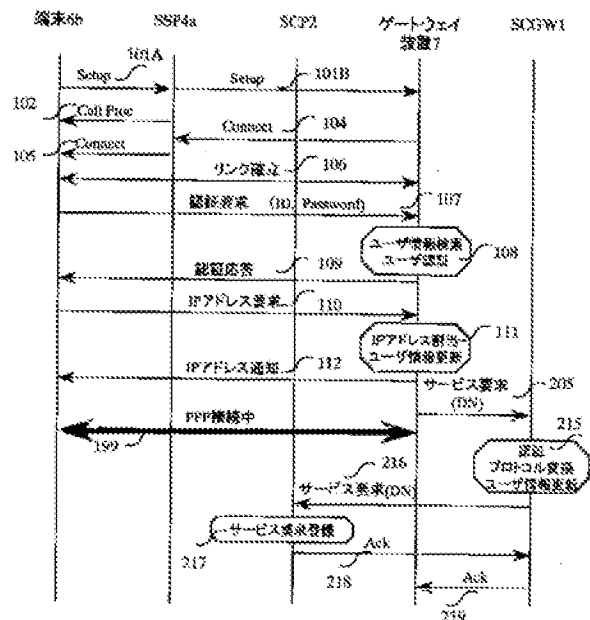 端末6b
SSP4a
SCP2
ゲートウェイ
装置7
SCGW1
101A
Setup
Setup
101B
102
Call Proc
Connect
104
105
Connect
リンク確立
106
認証要求 (ID, Password)
107
ユーザ情報検索
ユーザ認証
108
認証応答
109
IPアドレス要求
110
IPアドレス割当
ユーザ情報更新
111
IPアドレス通知
112
サービス要求
(DN)
205
PPP接続中
199
215
認証
プロトコル変換
ユーザ情報更新
216
サービス要求(DN)
サービス要求登録
217
Ack
218
Ack
219